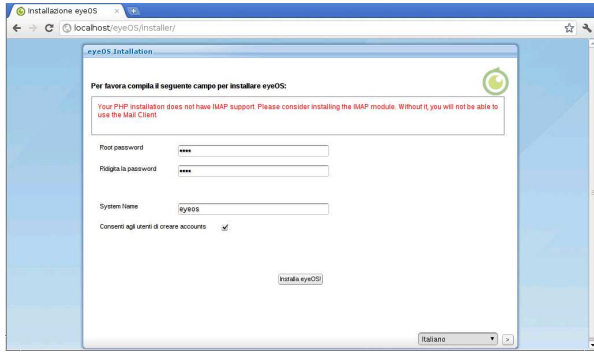 Installazione eyeOS
localhost/eyeOS/installer/
eyeOS Intallation
Per favora compila il seguente campo per installare eyeOS:
Your PHP installation does not have IMAP support. Please consider installing the IMAP module. Without it, you will not be able to
use the Mail Client.
Root password
••••
Ridigita la password
••••
System Name
eyeos
Consenti agli utenti di creare accounts
Installa eyeOS!
Italiano
>